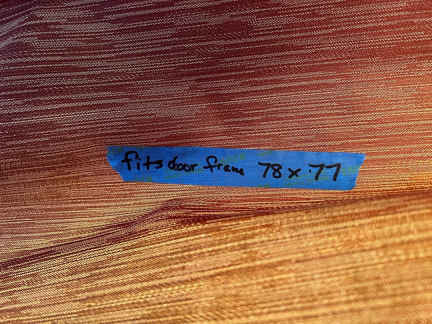 fits door frame 78 x 77